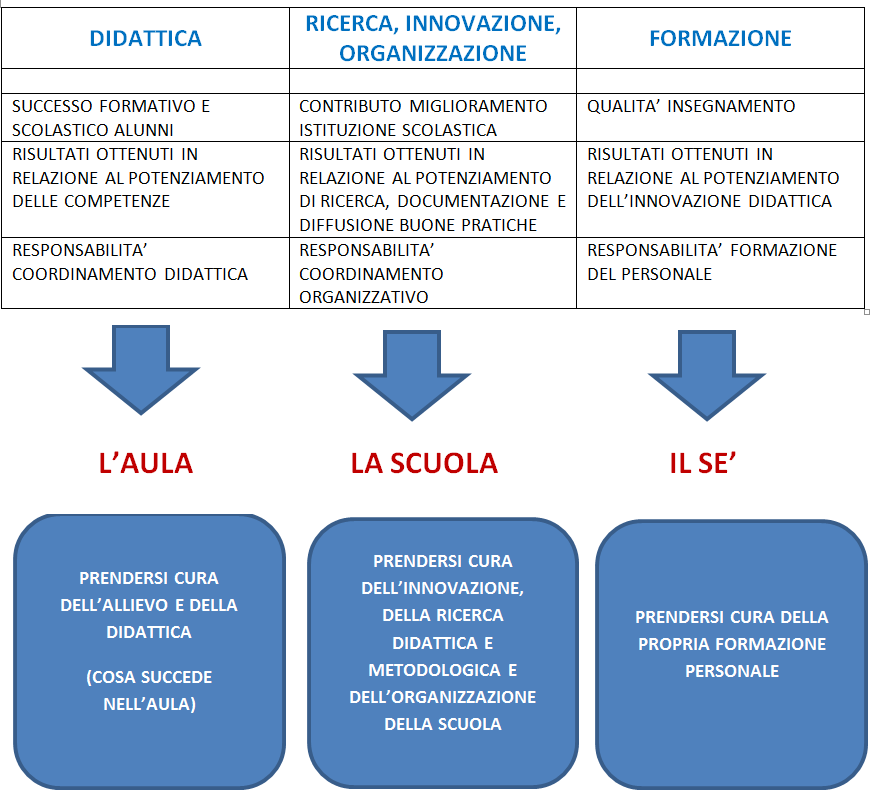 DIDATTICA
RICERCA, INNOVAZIONE,
ORGANIZZAZIONE
FORMAZIONE
SUCCESSO FORMATIVO E
SCOLASTICO ALUNNI
CONTRIBUTO MIGLIORAMENTO
ISTITUZIONE SCOLASTICA
QUALITA’ INSEGNAMENTO
RISULTATI OTTENUTI IN
RELAZIONE AL POTENZIAMENTO
DELLE COMPETENZE
RISULTATI OTTENUTI IN
RELAZIONE AL POTENZIAMENTO
DI RICERCA, DOCUMENTAZIONE E
DIFFUSIONE BUONE PRATICHE
RISULTATI OTTENUTI IN
RELAZIONE AL POTENZIAMENTO
DELL’INNOVAZIONE DIDATTICA
RESPONSABILITA’
COORDINAMENTO DIDATTICA
RESPONSABILITA’
COORDINAMENTO
ORGANIZZATIVO
RESPONSABILITA’ FORMAZIONE
DEL PERSONALE
L’AULA
LA SCUOLA
IL SE’
PRENDERSI CURA
DELL’ALLIEVO E DELLA
DIDATTICA
(COSA SUCCEDE
NELL’AULA)
PRENDERSI CURA
DELL’INNOVAZIONE,
DELLA RICERCA
DIDATTICA E
METODOLOGICA E
DELL’ORGANIZZAZIONE
DELLA SCUOLA
PRENDERSI CURA DELLA
PROPRIA FORMAZIONE
PERSONALE